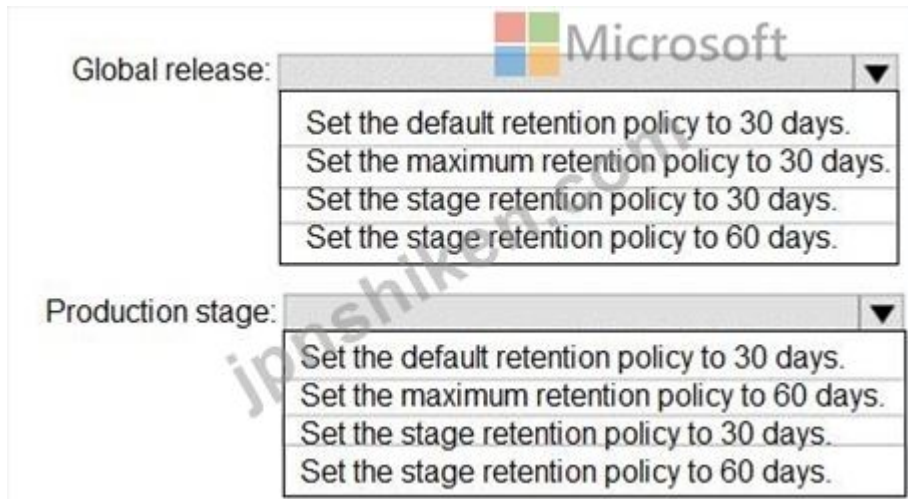 Microsoft
Global release:
Set the default retention policy to 30 days.
Set the maximum retention policy to 30 days.
Set the stage retention policy to 30 days.
Set the stage retention policy to 60 days.
Production stage:
Set the default retention policy to 30 days.
Set the maximum retention policy to 60 days.
Set the stage retention policy to 30 days.
Set the stage retention policy to 60 days.
jpnshiken.com